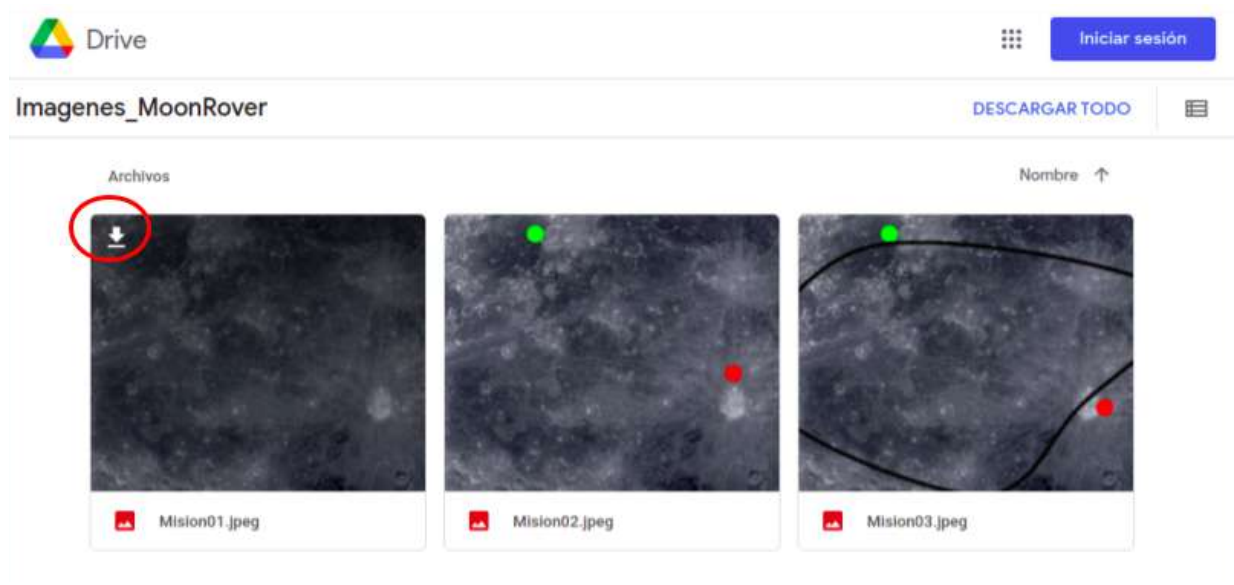 Drive
Iniciar sesión
Imagenes_MoonRover
DESCARGAR TODO
Archivos
Nombre
Mision01.jpeg
Mision02.jpeg
Mision03.jpeg